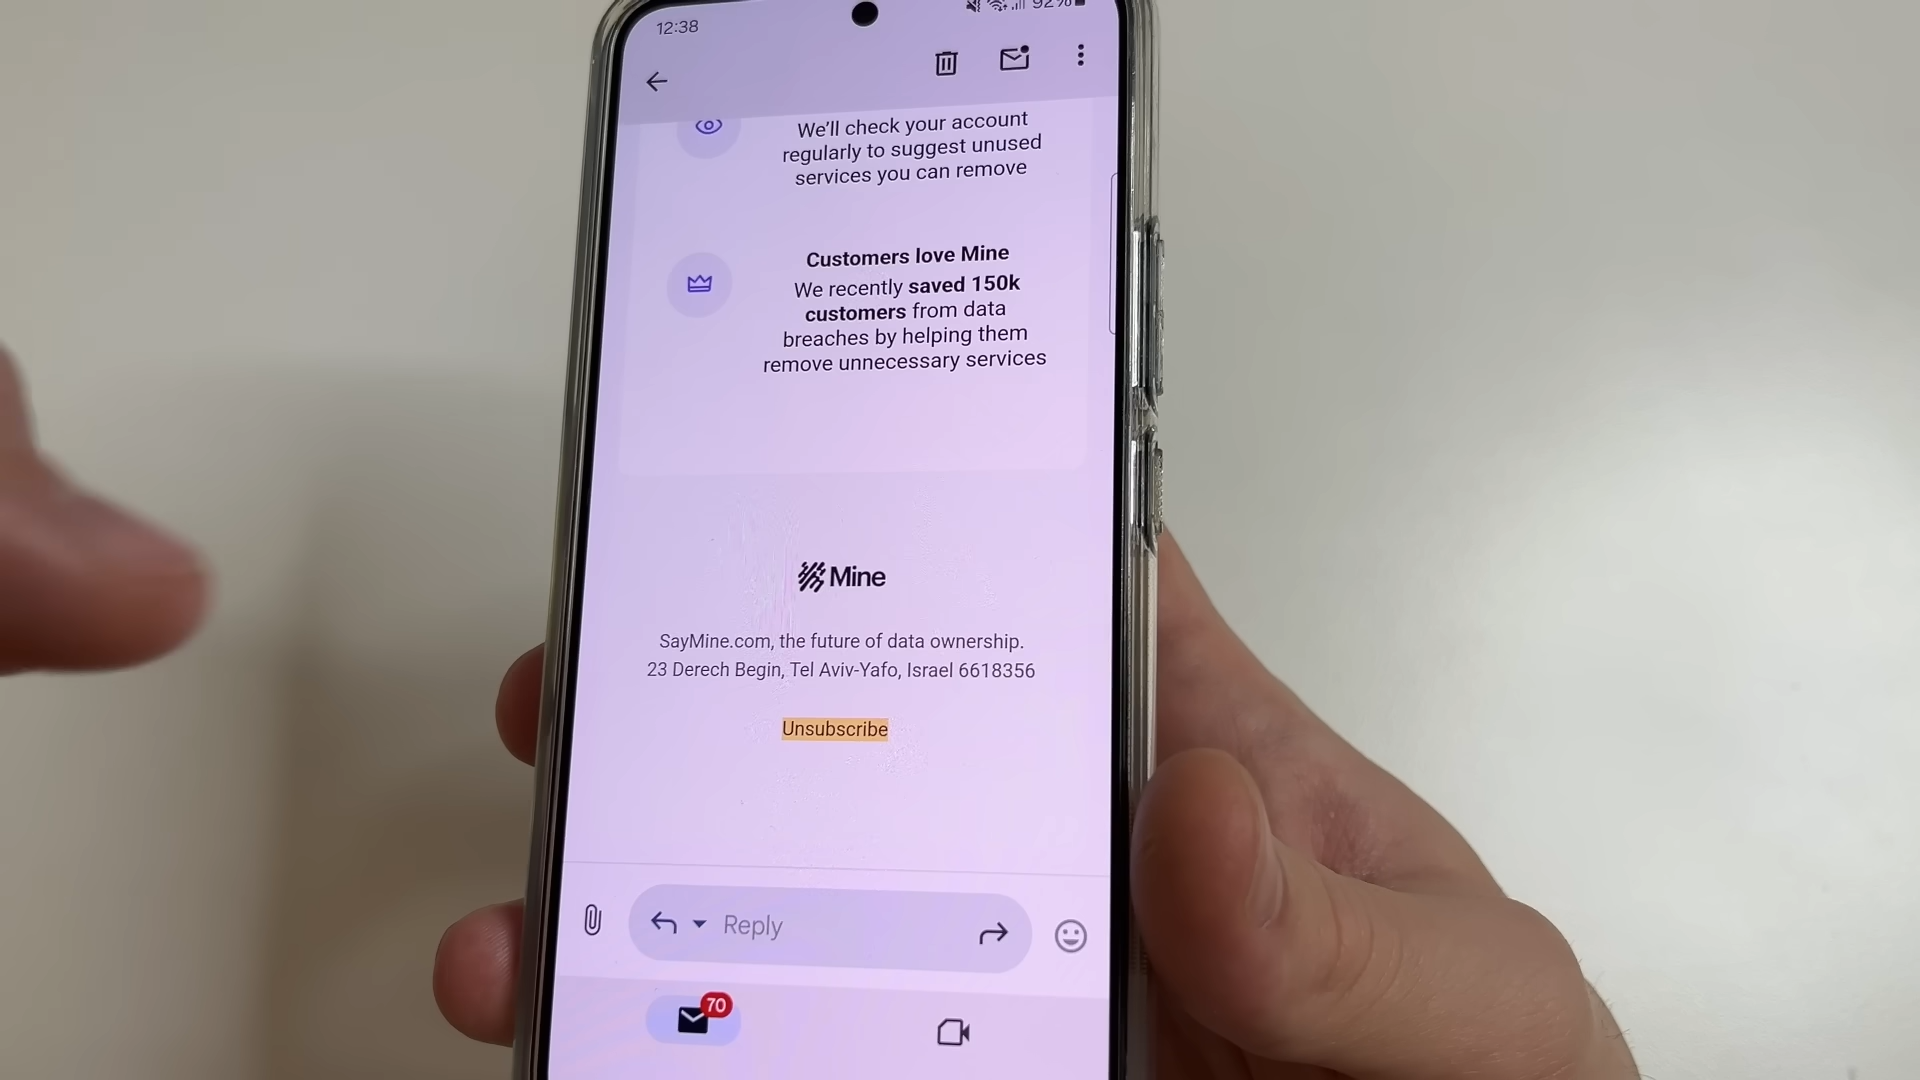 12:38
92%
We'll check your account
regularly to suggest unused
services you can remove
Customers love Mine
We recently saved 150k
customers from data
breaches by helping them
remove unnecessary services
Mine
SayMine.com, the future of data ownership.
23 Derech Begin, Tel Aviv-Yafo, Israel 6618356
Unsubscribe
Reply
70